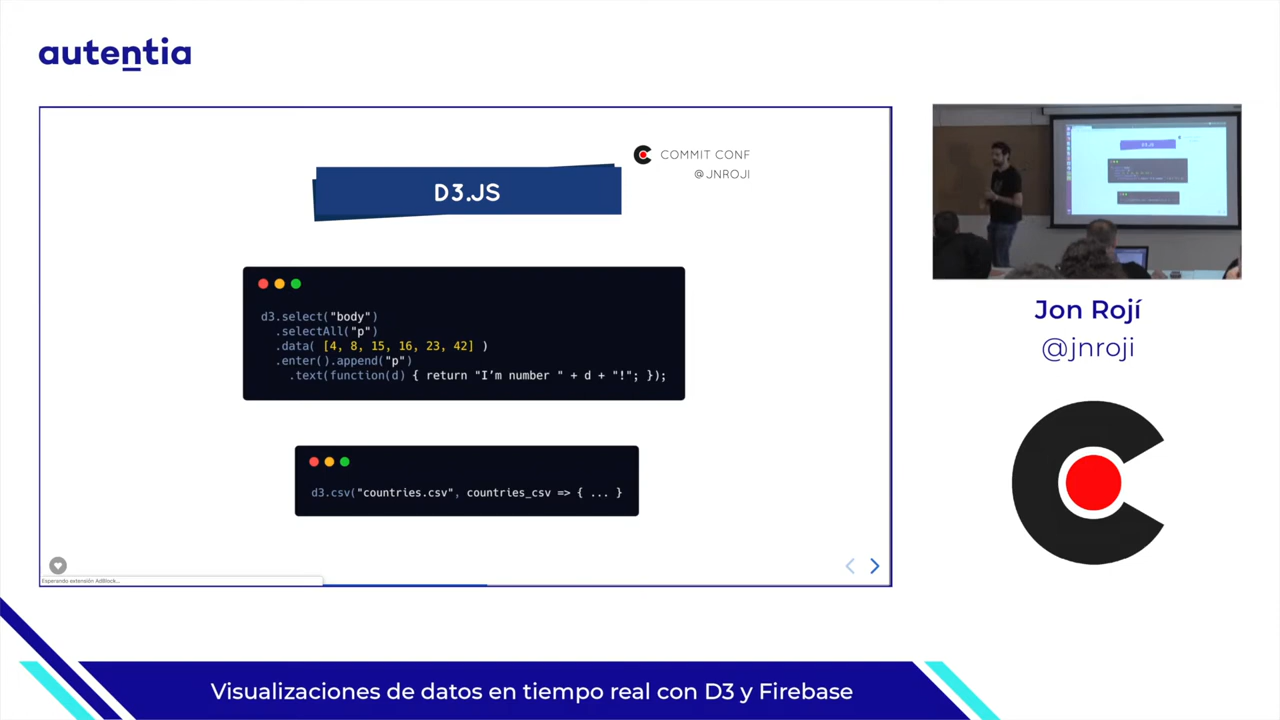 autentia
COMMIT CONF
@JNROJI
D3.JS
d3.select("body")
.selectAll("p")
.data( [4, 8, 15, 16, 23, 42] )
.enter().append("p")
.text(function(d) { return "I’m number " + d + "!"; });
d3.csv("countries.csv", countries_csv => { ... }
Esperando extensión AdBlock...
D3.JS
Jon Rojí
@jnroji
Visualizaciones de datos en tiempo real con D3 y Firebase